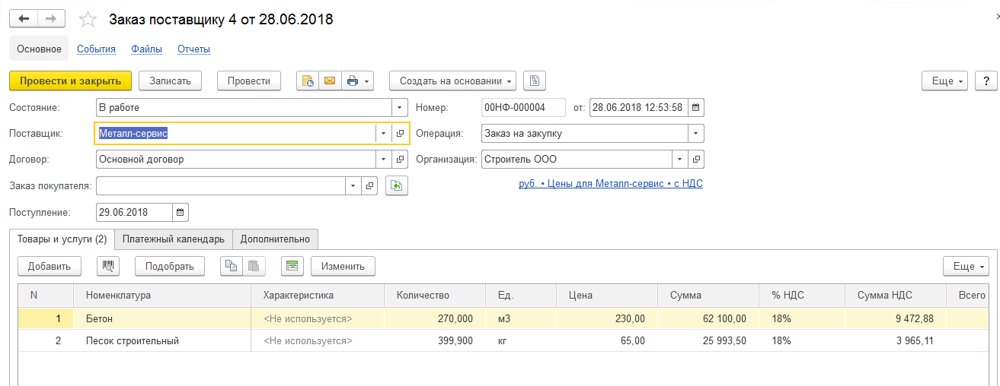 Заказ поставщику 4 от 28.06.2018
Основное События Файлы Отчеты
Провести и закрыть Записать Провести Создать на основании Еще ?
Состояние: В работе Номер: 00НФ-000004 от: 28.06.2018 12:53:58
Поставщик: Металл-сервис Операция: Заказ на закупку
Договор: Основной договор Организация: Строитель ООО
Заказ покупателя: руб. • Цены для Металл-сервис • с НДС
Поступление: 29.06.2018
Товары и услуги (2) Платежный календарь Дополнительно
Добавить Подобрать Изменить Еще
N Номенклатура Характеристика Количество Ед. Цена Сумма % НДС Сумма НДС Всего
1 Бетон <Не используется> 270,000 м3 230,00 62 100,00 18% 9 472,88
2 Песок строительный <Не используется> 399,900 кг 65,00 25 993,50 18% 3 965,11